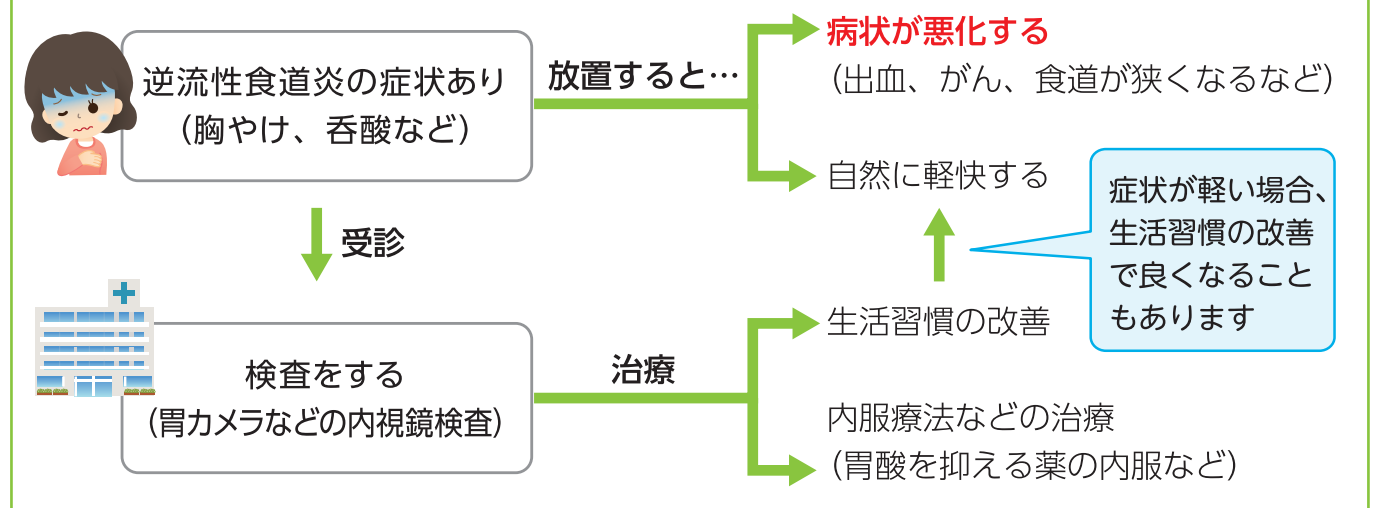 逆流性食道炎の症状あり
（胸やけ、呑酸など）
放置すると…
病状が悪化する
（出血、がん、食道が狭くなるなど）
自然に軽快する
症状が軽い場合、
生活習慣の改善
で良くなること
もあります
受診
検査をする
（胃カメラなどの内視鏡検査）
治療
生活習慣の改善
内服療法などの治療
（胃酸を抑える薬の内服など）